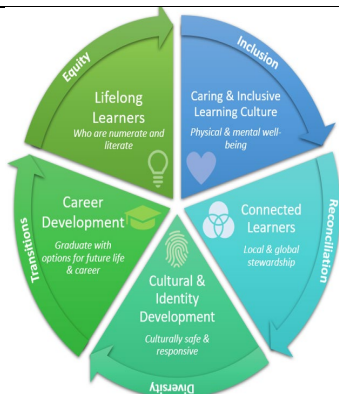 Equity
Inclusion
Lifelong
Learners
Who are numerate and
literate
Caring & Inclusive
Learning Culture
Physical & mental well-
being
Career
Development
Graduate with
options for future life
& career
Connected
Learners
Local & global
stewardship
Cultural &
Identity
Development
Culturally safe &
responsive
Transitions
Reconciliation
Diversity